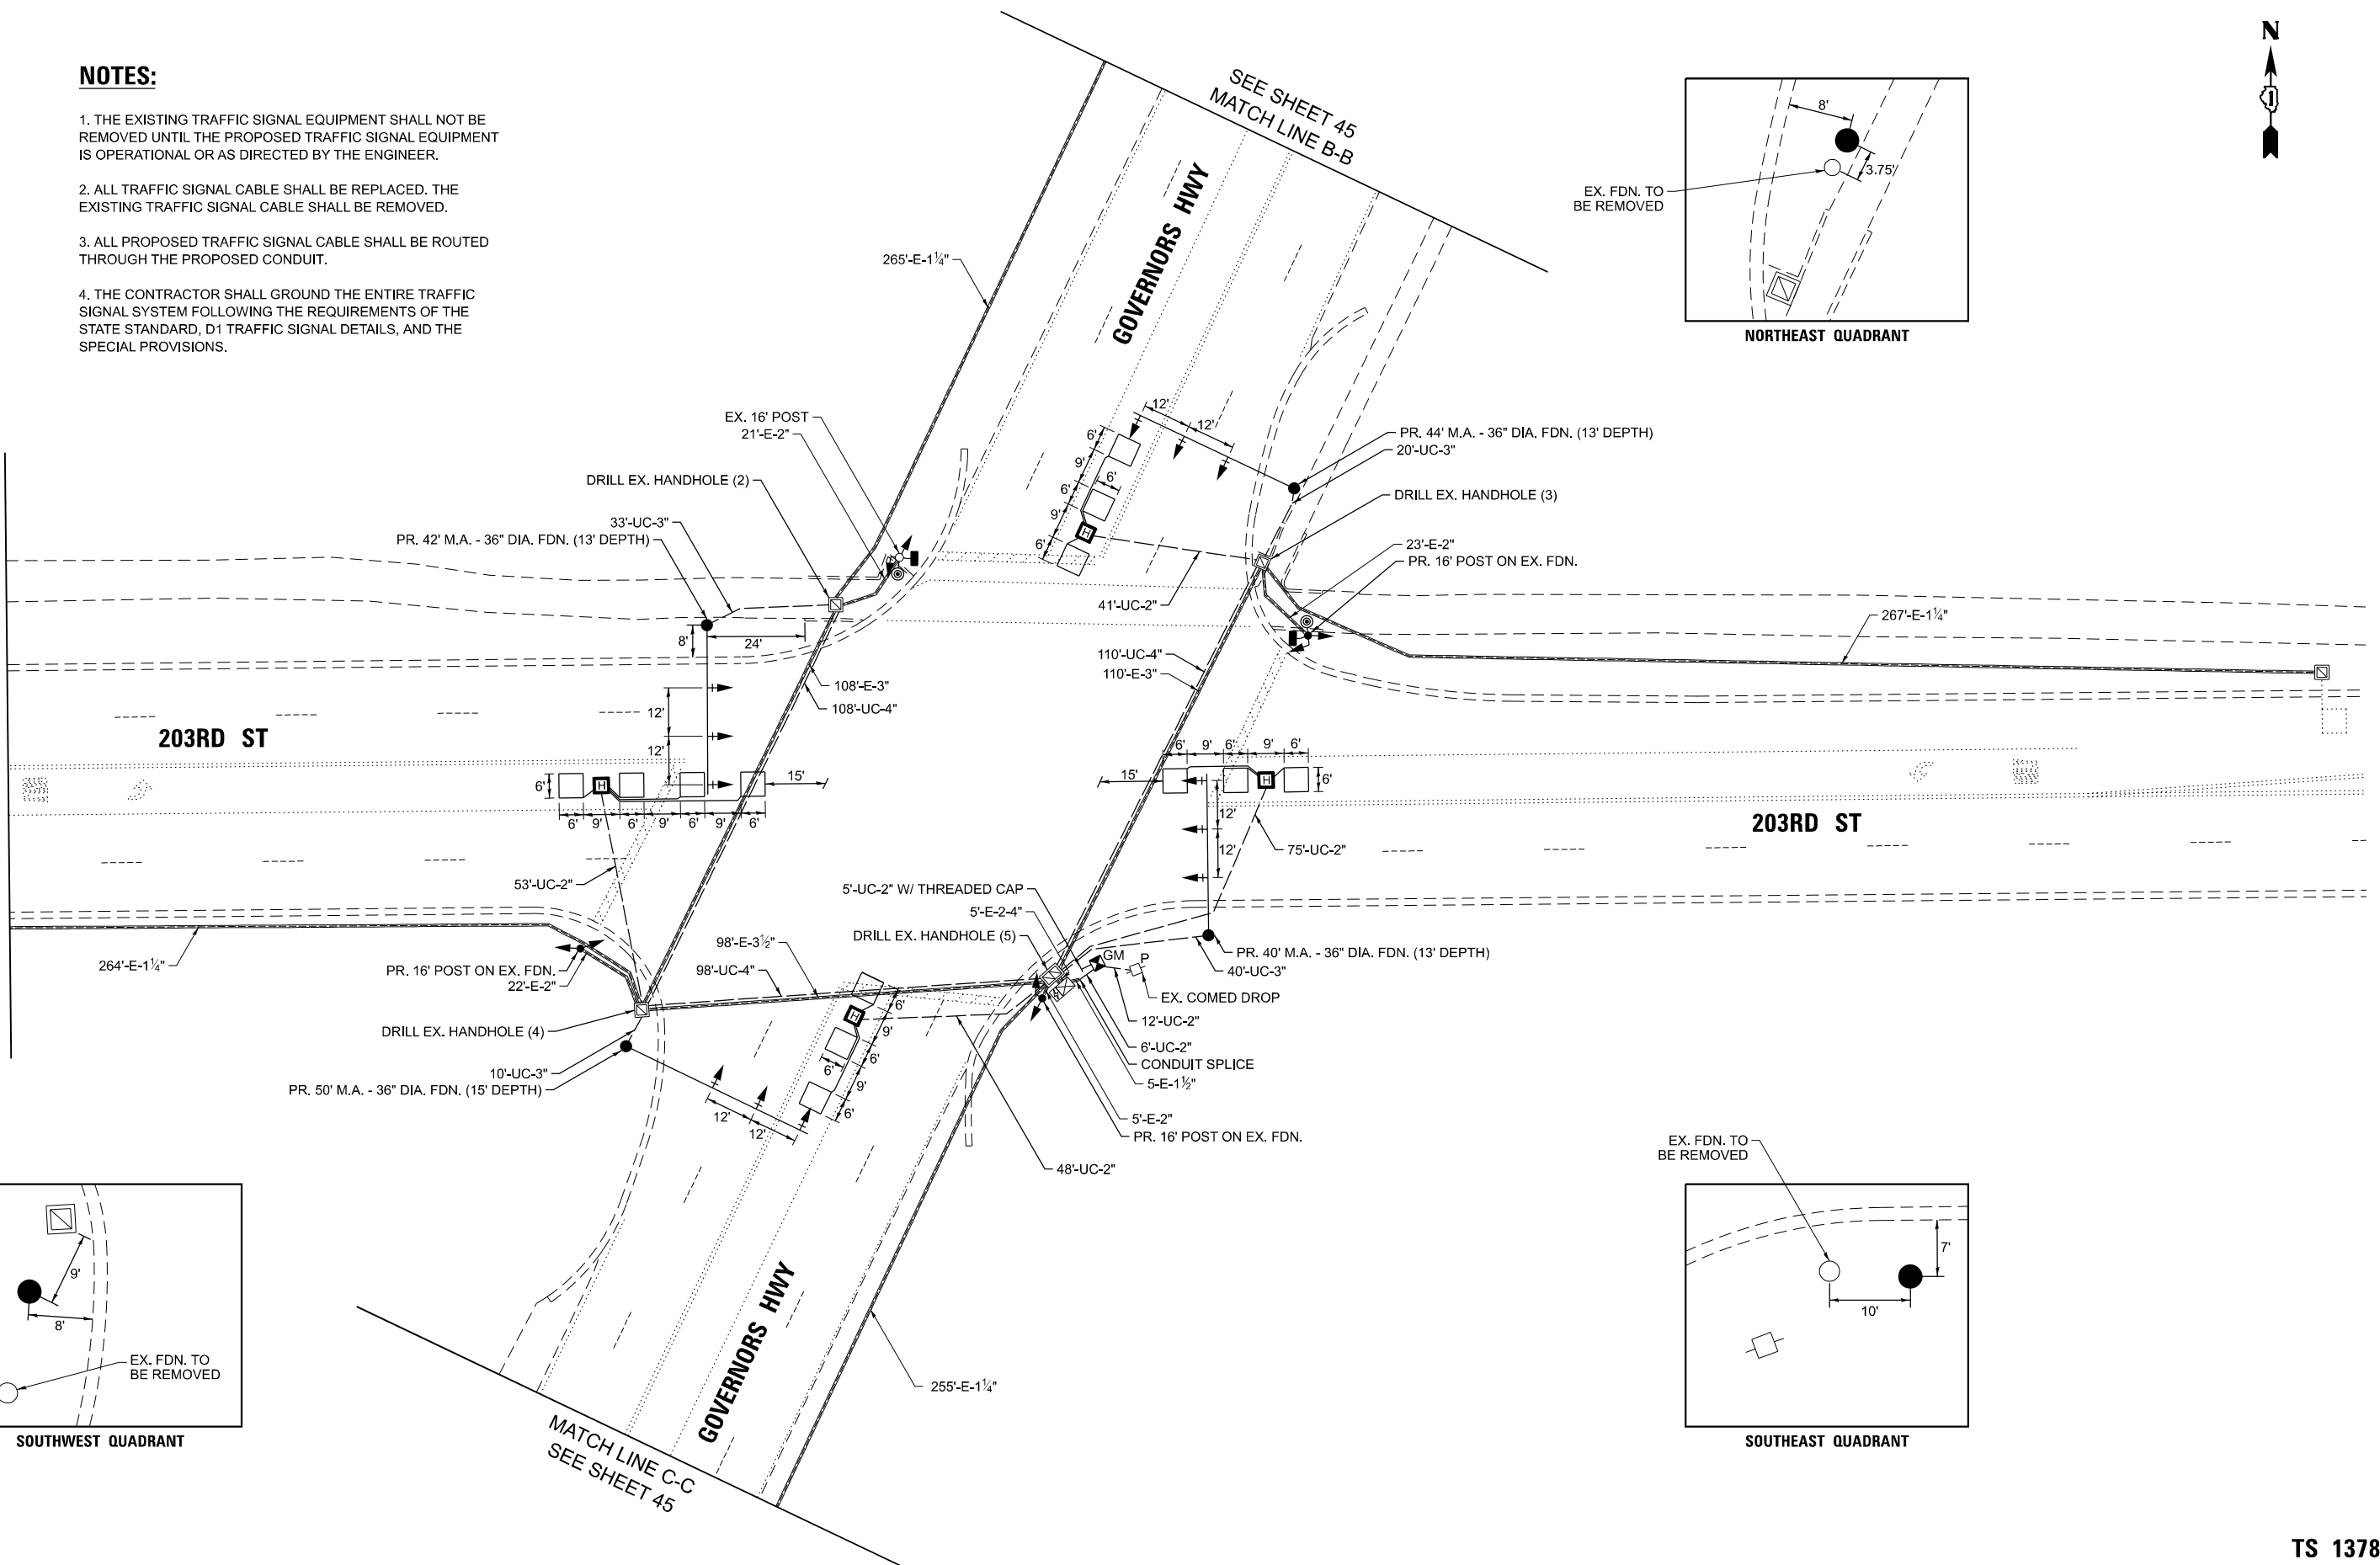 NOTES:
1. THE EXISTING TRAFFIC SIGNAL EQUIPMENT SHALL NOT BE
REMOVED UNTIL THE PROPOSED TRAFFIC SIGNAL EQUIPMENT
IS OPERATIONAL OR AS DIRECTED BY THE ENGINEER.
2. ALL TRAFFIC SIGNAL CABLE SHALL BE REPLACED. THE
EXISTING TRAFFIC SIGNAL CABLE SHALL BE REMOVED.
3. ALL PROPOSED TRAFFIC SIGNAL CABLE SHALL BE ROUTED
THROUGH THE PROPOSED CONDUIT.
4. THE CONTRACTOR SHALL GROUND THE ENTIRE TRAFFIC
SIGNAL SYSTEM FOLLOWING THE REQUIREMENTS OF THE
STATE STANDARD, D1 TRAFFIC SIGNAL DETAILS, AND THE
SPECIAL PROVISIONS.
SEE SHEET 45
MATCH LINE B-B
GOVERNORS HWY
265'-E-1¼"
N
1
8'
3.75'
EX. FDN. TO
BE REMOVED
NORTHEAST QUADRANT
EX. 16' POST
21'-E-2"
DRILL EX. HANDHOLE (2)
33'-UC-3"
PR. 42' M.A. - 36" DIA. FDN. (13' DEPTH)
8'
24'
12'
12'
6'
9'
6'
9'
6'
6'
PR. 44' M.A. - 36" DIA. FDN. (13' DEPTH)
20'-UC-3"
DRILL EX. HANDHOLE (3)
H
23'-E-2"
PR. 16' POST ON EX. FDN.
41'-UC-2"
267'-E-1¼"
110'-UC-4"
110'-E-3"
108'-E-3"
108'-UC-4"
203RD ST
12'
12'
6'
H
15'
6'
9'
6'
9'
6'
9'
6'
6'
9'
6'
9'
6'
15'
H
6'
12'
12'
203RD ST
75'-UC-2"
53'-UC-2"
5'-UC-2" W/ THREADED CAP
5'-E-2-4"
DRILL EX. HANDHOLE (5)
98'-E-3½"
98'-UC-4"
264'-E-1¼"
PR. 16' POST ON EX. FDN.
22'-E-2"
DRILL EX. HANDHOLE (4)
10'-UC-3"
PR. 50' M.A. - 36" DIA. FDN. (15' DEPTH)
GM
P
PR. 40' M.A. - 36" DIA. FDN. (13' DEPTH)
40'-UC-3"
EX. COMED DROP
12'-UC-2"
6'-UC-2"
CONDUIT SPLICE
5-E-1½"
5'-E-2"
PR. 16' POST ON EX. FDN.
48'-UC-2"
H
6'
9'
6'
9'
6'
6'
12'
12'
9'
8'
EX. FDN. TO
BE REMOVED
SOUTHWEST QUADRANT
GOVERNORS HWY
255'-E-1¼"
MATCH LINE C-C
SEE SHEET 45
EX. FDN. TO
BE REMOVED
7'
10'
SOUTHEAST QUADRANT
TS 1378